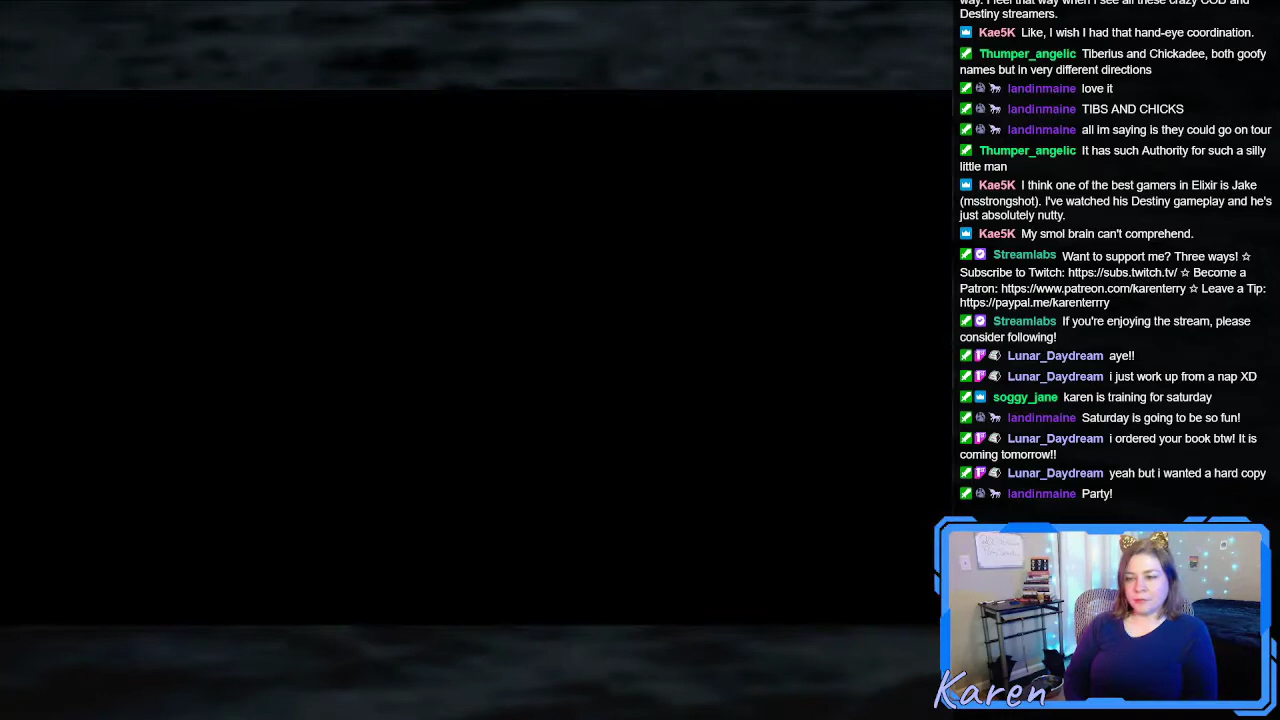 way. I feel that way when I see all these crazy COD and
Destiny streamers.
Kae5K Like, I wish I had that hand-eye coordination.
Thumper_angelic Tiberius and Chickadee, both goofy
names but in very different directions
landinmaine love it
landinmaine TIBS AND CHICKS
landinmaine all im saying is they could go on tour
Thumper_angelic It has such Authority for such a silly
little man
Kae5K I think one of the best gamers in Elixir is Jake
(msstrongshot). I've watched his Destiny gameplay and he's
just absolutely nutty.
Kae5K My smol brain can't comprehend.
Streamlabs Want to support me? Three ways! ☆
Subscribe to Twitch: https://subs.twitch.tv/ ☆ Become a
Patron: https://www.patreon.com/karenterry ☆ Leave a Tip:
https://paypal.me/karenterrry
Streamlabs If you're enjoying the stream, please
consider following!
Lunar_Daydream aye!!
Lunar_Daydream i just work up from a nap XD
soggy_jane karen is training for saturday
landinmaine Saturday is going to be so fun!
Lunar_Daydream i ordered your book btw! It is
coming tomorrow!!
Lunar_Daydream yeah but i wanted a hard copy
landinmaine Party!
Karen